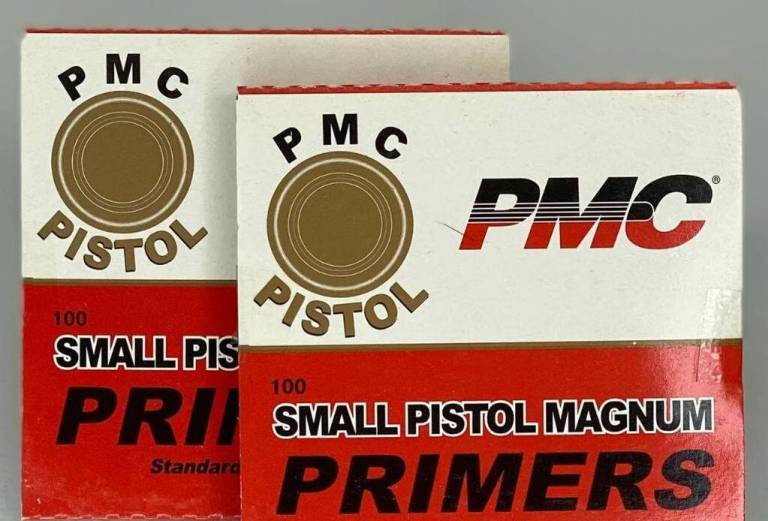 PMC
PISTOL
100
SMALL PIS
PRI
Standard
PMC
PISTOL
PMC®
100
SMALL PISTOL MAGNUM
PRIMERS